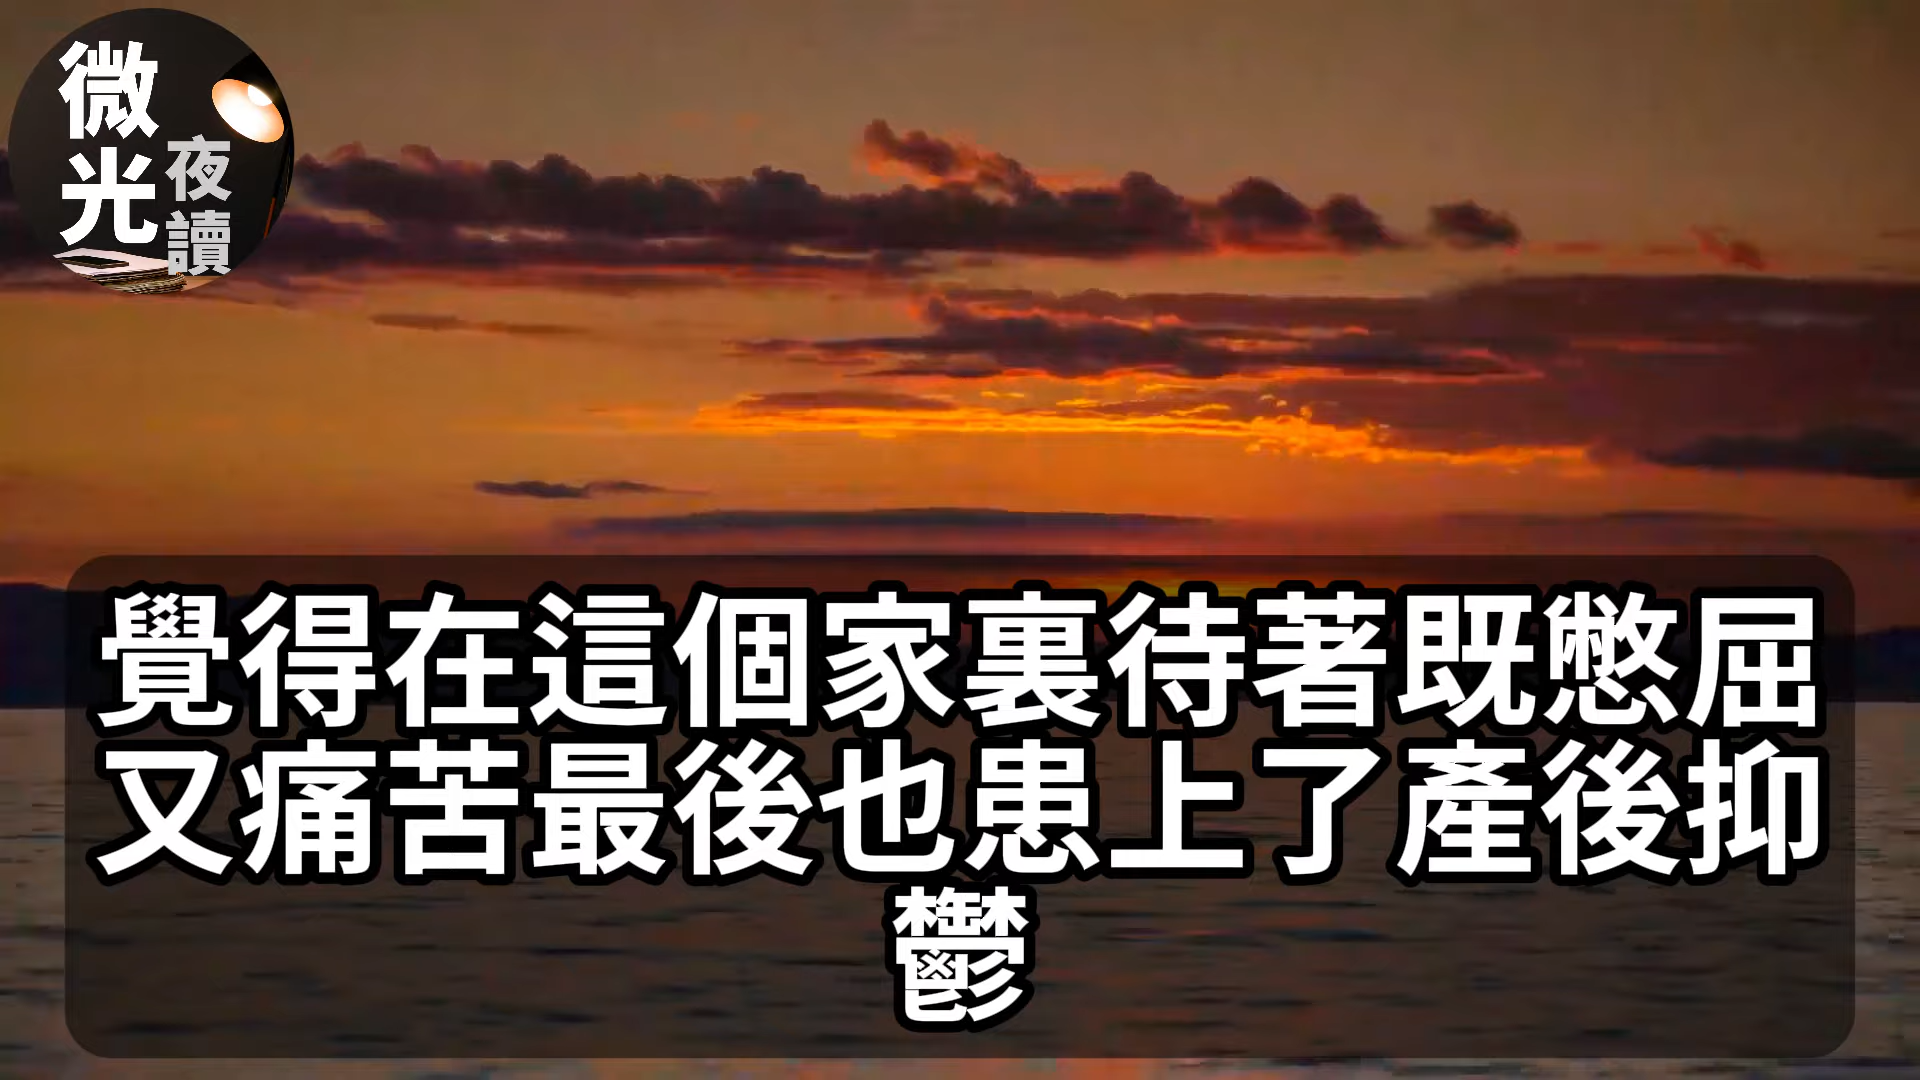 微光
夜讀
覺得在這個家裏待著既憋屈
又痛苦最後也患上了產後抑
鬱